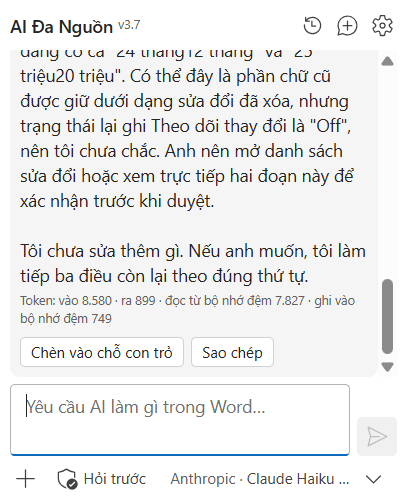 AI Đa Nguồn v3.7
đang có cả "24 tháng12 tháng" và "25
triệu20 triệu". Có thể đây là phần chữ cũ
được giữ dưới dạng sửa đổi đã xóa, nhưng
trạng thái lại ghi Theo dõi thay đổi là "Off",
nên tôi chưa chắc. Anh nên mở danh sách
sửa đổi hoặc xem trực tiếp hai đoạn này để
xác nhận trước khi duyệt.
Tôi chưa sửa thêm gì. Nếu anh muốn, tôi làm
tiếp ba điều còn lại theo đúng thứ tự.
Token: vào 8.580 · ra 899 · đọc từ bộ nhớ đệm 7.827 · ghi vào
bộ nhớ đệm 749
Chèn vào chỗ con trỏ Sao chép
Yêu cầu AI làm gì trong Word...
Hỏi trước Anthropic · Claude Haiku ...